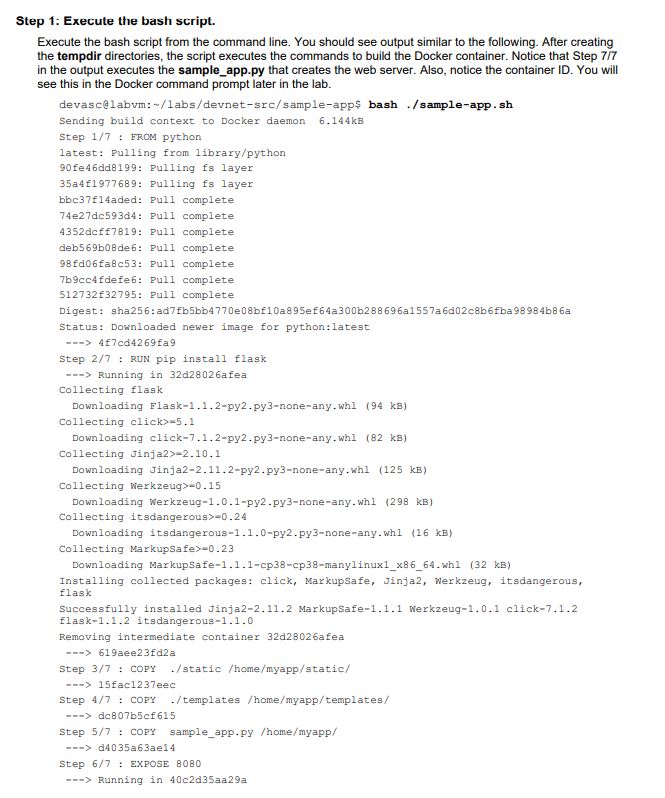 Step 1: Execute the bash script.
Execute the bash script from the command line. You should see output similar to the following. After creating
the tempdir directories, the script executes the commands to build the Docker container. Notice that Step 7/7
in the output executes the sample_app.py that creates the web server. Also, notice the container ID. You will
see this in the Docker command prompt later in the lab.
devasc@labvm:~/labs/devnet-src/sample-app$ bash ./sample-app.sh
Sending build context to Docker daemon  6.144kB
Step 1/7 : FROM python
latest: Pulling from library/python
90fe46dd8199: Pulling fs layer
35a4f1977689: Pulling fs layer
bbc37f14aded: Pull complete
74e27dc593d4: Pull complete
4352dcff7819: Pull complete
deb569b08de6: Pull complete
98fd06fa8c53: Pull complete
7b9cc4fdefe6: Pull complete
512732f32795: Pull complete
Digest: sha256:ad7fb5bb4770e08bf10a895ef64a300b288696a1557a6d02c8b6fba98984b86a
Status: Downloaded newer image for python:latest
---> 4f7cd4269fa9
Step 2/7 : RUN pip install flask
---> Running in 32d28026afea
Collecting flask
Downloading Flask-1.1.2-py2.py3-none-any.whl (94 kB)
Collecting click>=5.1
Downloading click-7.1.2-py2.py3-none-any.whl (82 kB)
Collecting Jinja2>=2.10.1
Downloading Jinja2-2.11.2-py2.py3-none-any.whl (125 kB)
Collecting Werkzeug>=0.15
Downloading Werkzeug-1.0.1-py2.py3-none-any.whl (298 kB)
Collecting itsdangerous>=0.24
Downloading itsdangerous-1.1.0-py2.py3-none-any.whl (16 kB)
Collecting MarkupSafe>=0.23
Downloading MarkupSafe-1.1.1-cp38-cp38-manylinux1_x86_64.whl (32 kB)
Installing collected packages: click, MarkupSafe, Jinja2, Werkzeug, itsdangerous,
flask
Successfully installed Jinja2-2.11.2 MarkupSafe-1.1.1 Werkzeug-1.0.1 click-7.1.2
flask-1.1.2 itsdangerous-1.1.0
Removing intermediate container 32d28026afea
---> 619aee23fd2a
Step 3/7 : COPY  ./static /home/myapp/static/
---> 15fac1237eec
Step 4/7 : COPY  ./templates /home/myapp/templates/
---> dc807b5cf615
Step 5/7 : COPY  sample_app.py /home/myapp/
---> d4035a63ae14
Step 6/7 : EXPOSE 8080
---> Running in 40c2d35aa29a